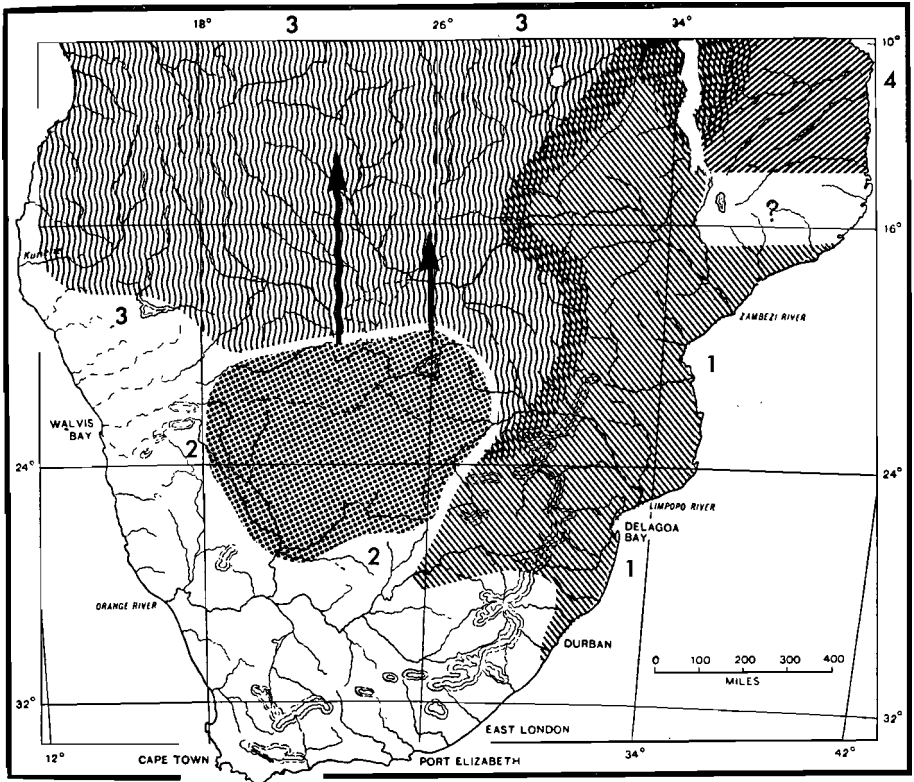 18° 3 26° 3 34°
10°
4
?
16°
Kunene
3
ZAMBEZI RIVER
1
WALVIS
BAY
2
24° 24°
LIMPOPO RIVER
DELAGOA
BAY
2
1
ORANGE RIVER
DURBAN
0 100 200 300 400
MILES
32° 32°
EAST LONDON
12° 34° 42°
CAPE TOWN PORT ELIZABETH